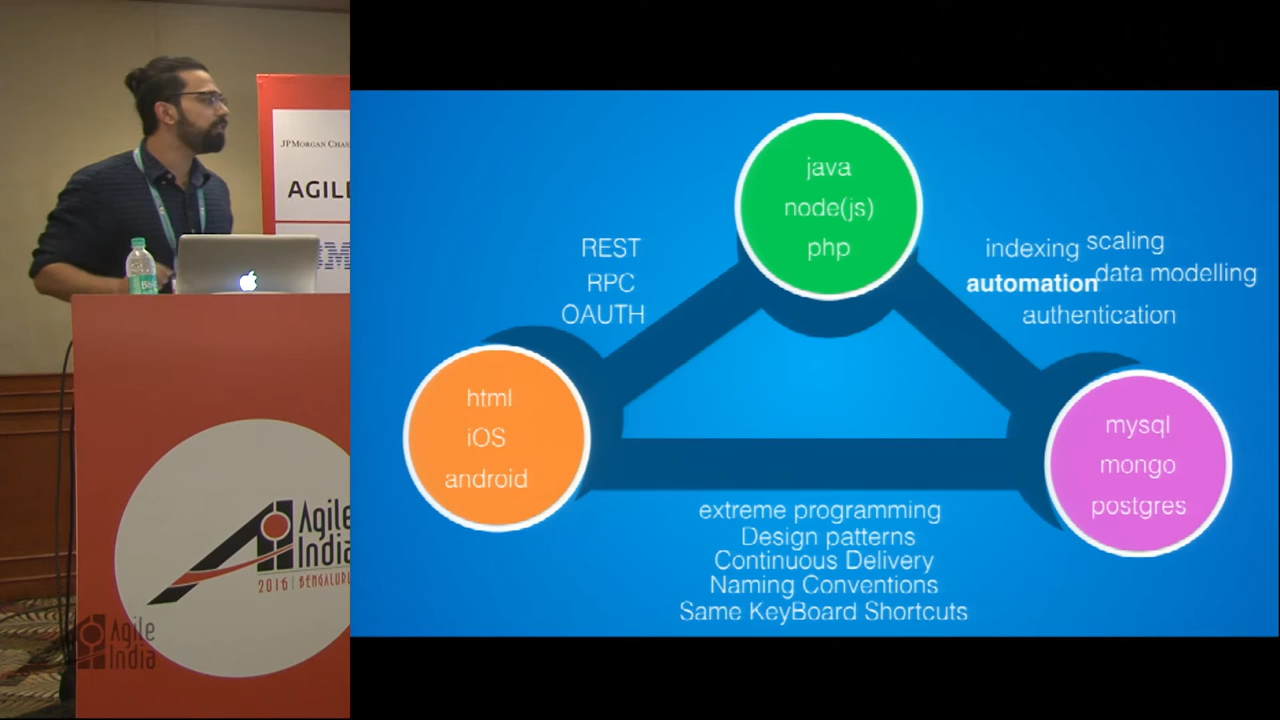 JPMORGAN CHAS
AGILE
BM
java
node(js)
php
REST
RPC
OAUTH
indexing
scaling
automation
data modelling
authentication
html
iOS
android
mysql
mongo
postgres
extreme programming
Design patterns
Continuous Delivery
Naming Conventions
Same KeyBoard Shortcuts
Agile
India
2016 | BENGALURU
Agile
India